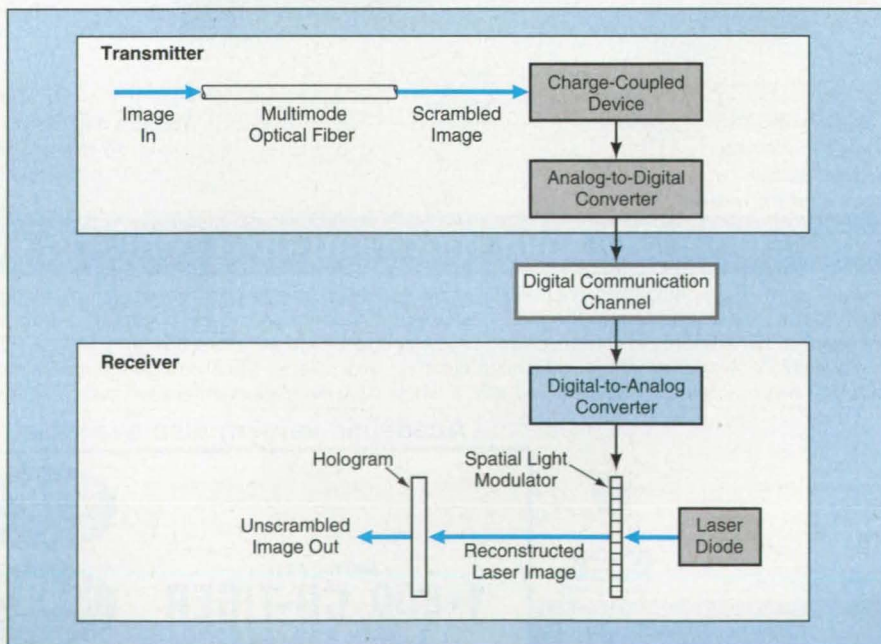 Transmitter
Image
In
Multimode
Optical Fiber
Scrambled
Image
Charge-Coupled
Device
Analog-to-Digital
Converter
Digital Communication
Channel
Receiver
Digital-to-Analog
Converter
Hologram
Spatial Light
Modulator
Unscrambled
Image Out
Reconstructed
Laser Image
Laser
Diode